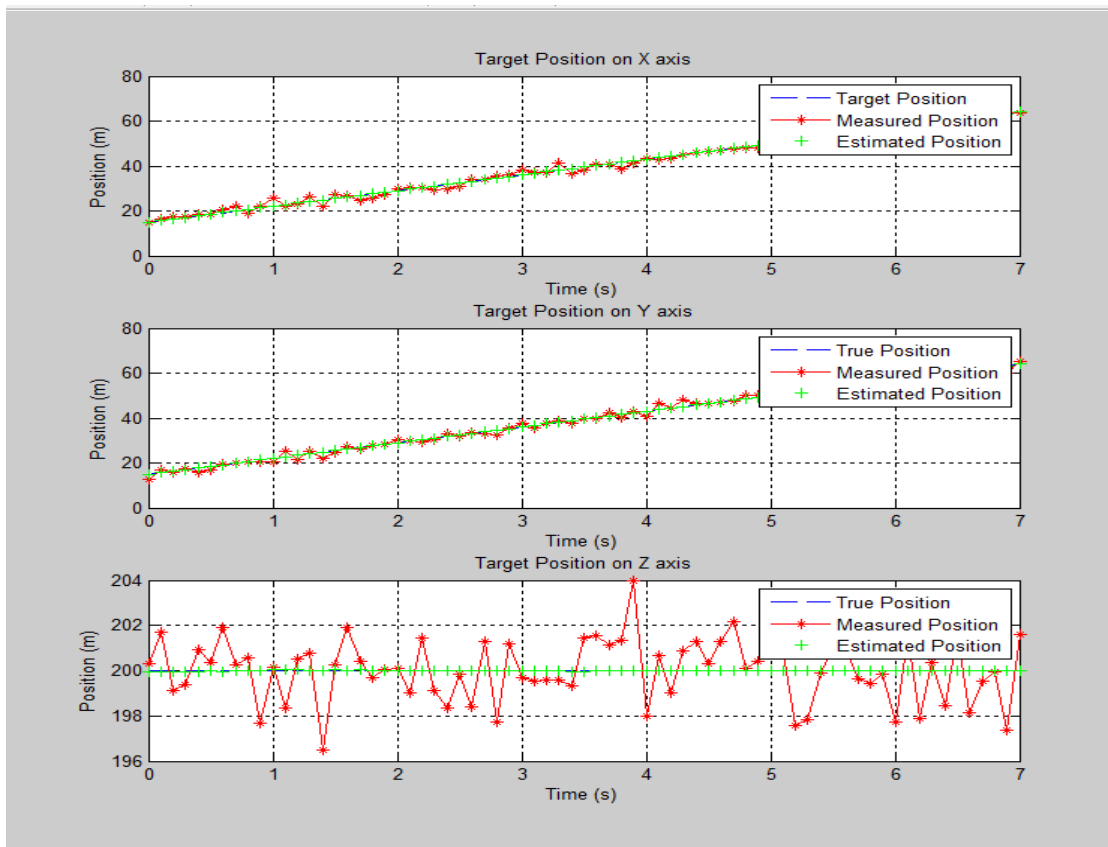 Target Position on X axis
80
60
40
20
0
Position (m)
Target Position
Measured Position
Estimated Position
0 1 2 3 4 5 6 7
Time (s)
Target Position on Y axis
80
60
40
20
0
Position (m)
True Position
Measured Position
Estimated Position
0 1 2 3 4 5 6 7
Time (s)
Target Position on Z axis
204
202
200
198
196
Position (m)
True Position
Measured Position
Estimated Position
0 1 2 3 4 5 6 7
Time (s)